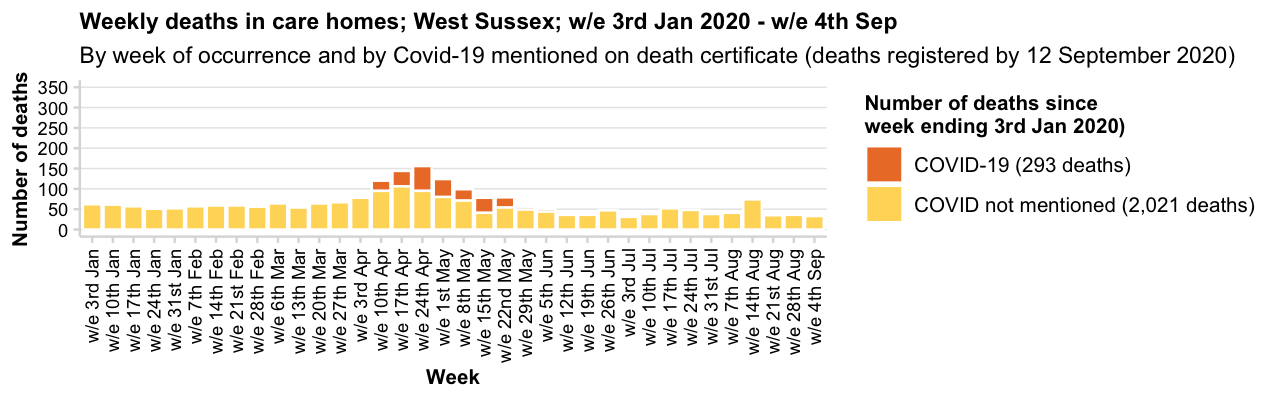 Weekly deaths in care homes; West Sussex; w/e 3rd Jan 2020 - w/e 4th Sep
By week of occurrence and by Covid-19 mentioned on death certificate (deaths registered by 12 September 2020)
Number of deaths
350
300
250
200
150
100
50
0
w/e 3rd Jan
w/e 10th Jan
w/e 17th Jan
w/e 24th Jan
w/e 31st Jan
w/e 7th Feb
w/e 14th Feb
w/e 21st Feb
w/e 28th Feb
w/e 6th Mar
w/e 13th Mar
w/e 20th Mar
w/e 27th Mar
w/e 3rd Apr
w/e 10th Apr
w/e 17th Apr
w/e 24th Apr
w/e 1st May
w/e 8th May
w/e 15th May
w/e 22nd May
w/e 29th May
w/e 5th Jun
w/e 12th Jun
w/e 19th Jun
w/e 26th Jun
w/e 3rd Jul
w/e 10th Jul
w/e 17th Jul
w/e 24th Jul
w/e 31st Jul
w/e 7th Aug
w/e 14th Aug
w/e 21st Aug
w/e 28th Aug
w/e 4th Sep
Week
Number of deaths since
week ending 3rd Jan 2020)
COVID-19 (293 deaths)
COVID not mentioned (2,021 deaths)